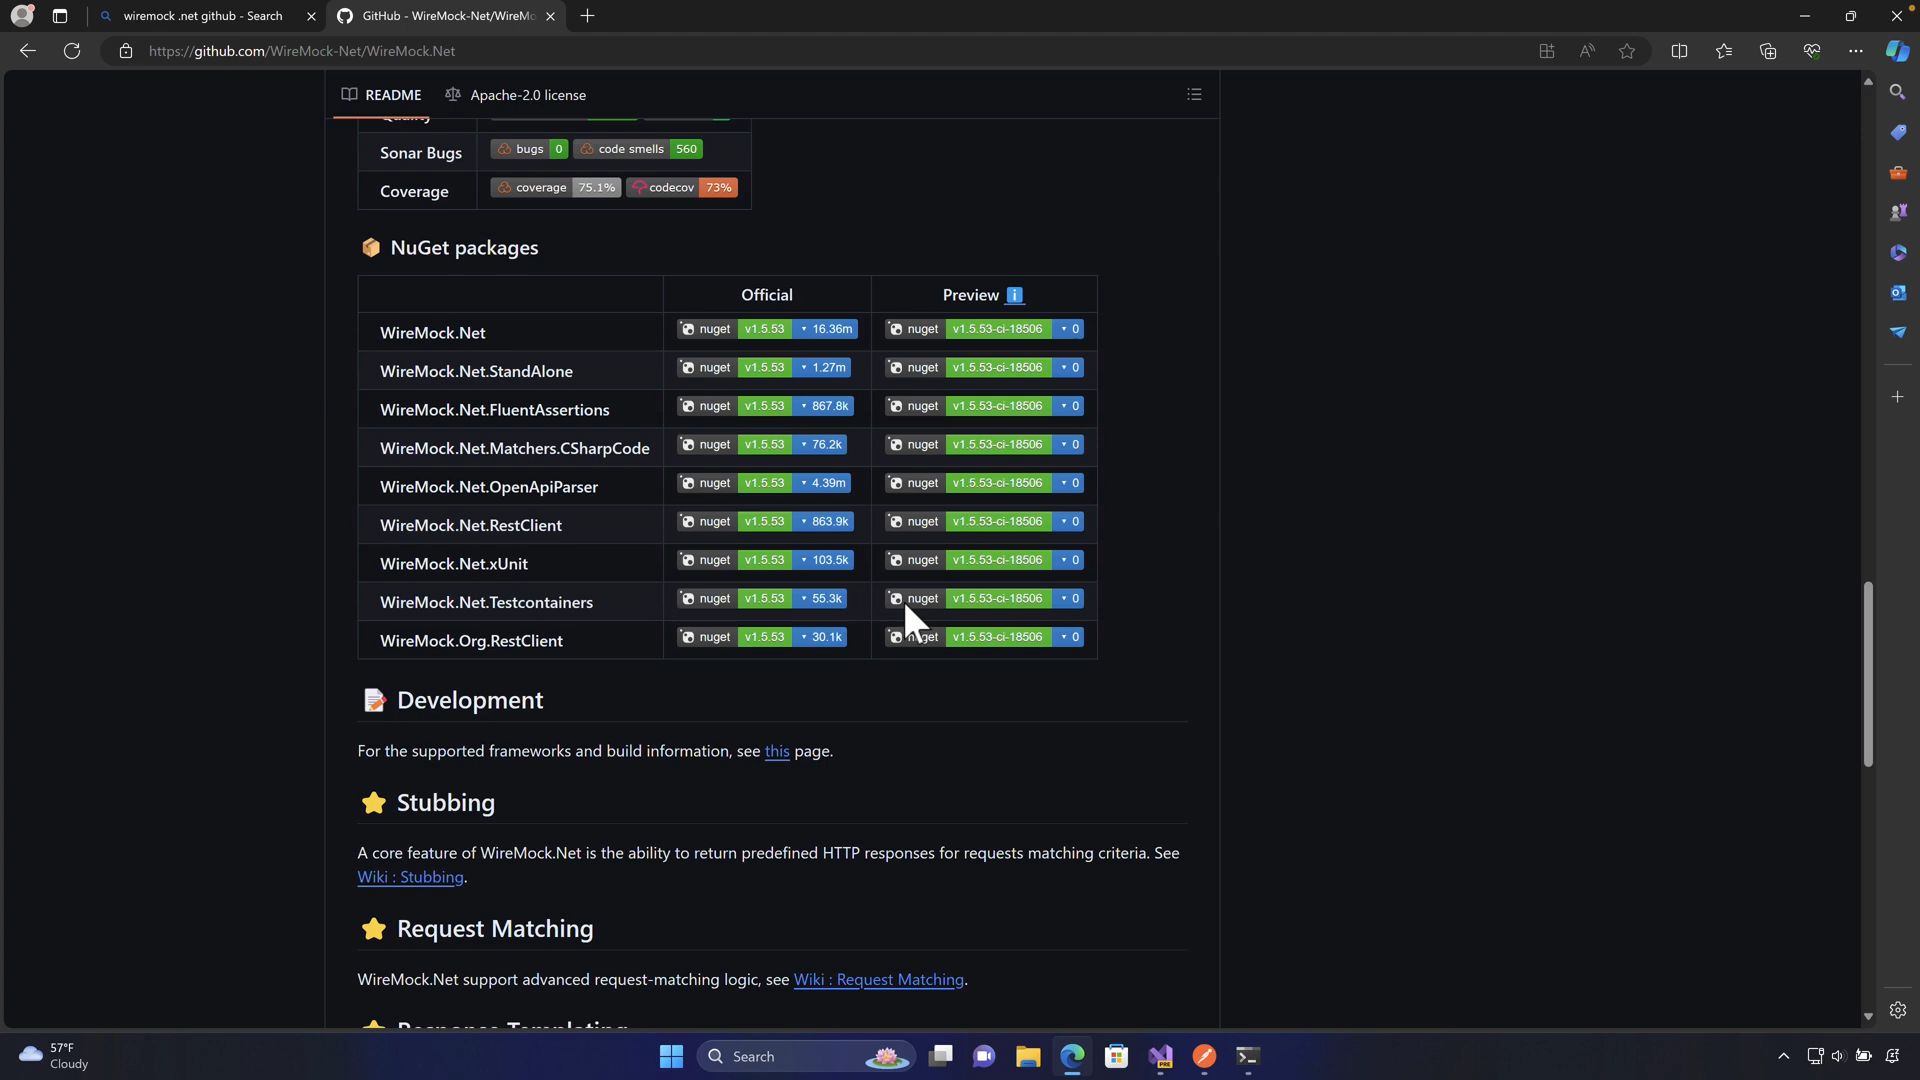 wiremock .net github - Search
GitHub - WireMock-Net/WireMo
https://github.com/WireMock-Net/WireMock.Net
README
Apache-2.0 license
Quality
Sonar Bugs
bugs 0
code smells 560
Coverage
coverage 75.1%
codecov 73%
NuGet packages
Official
Preview i
WireMock.Net
nuget v1.5.53 16.36m
nuget v1.5.53-ci-18506 0
WireMock.Net.StandAlone
nuget v1.5.53 1.27m
nuget v1.5.53-ci-18506 0
WireMock.Net.FluentAssertions
nuget v1.5.53 867.8k
nuget v1.5.53-ci-18506 0
WireMock.Net.Matchers.CSharpCode
nuget v1.5.53 76.2k
nuget v1.5.53-ci-18506 0
WireMock.Net.OpenApiParser
nuget v1.5.53 4.39m
nuget v1.5.53-ci-18506 0
WireMock.Net.RestClient
nuget v1.5.53 863.9k
nuget v1.5.53-ci-18506 0
WireMock.Net.xUnit
nuget v1.5.53 103.5k
nuget v1.5.53-ci-18506 0
WireMock.Net.Testcontainers
nuget v1.5.53 55.3k
nuget v1.5.53-ci-18506 0
WireMock.Org.RestClient
nuget v1.5.53 30.1k
nuget v1.5.53-ci-18506 0
Development
For the supported frameworks and build information, see this page.
Stubbing
A core feature of WireMock.Net is the ability to return predefined HTTP responses for requests matching criteria. See
Wiki : Stubbing.
Request Matching
WireMock.Net support advanced request-matching logic, see Wiki : Request Matching.
Response Templating
57°F
Cloudy
Search
PRE